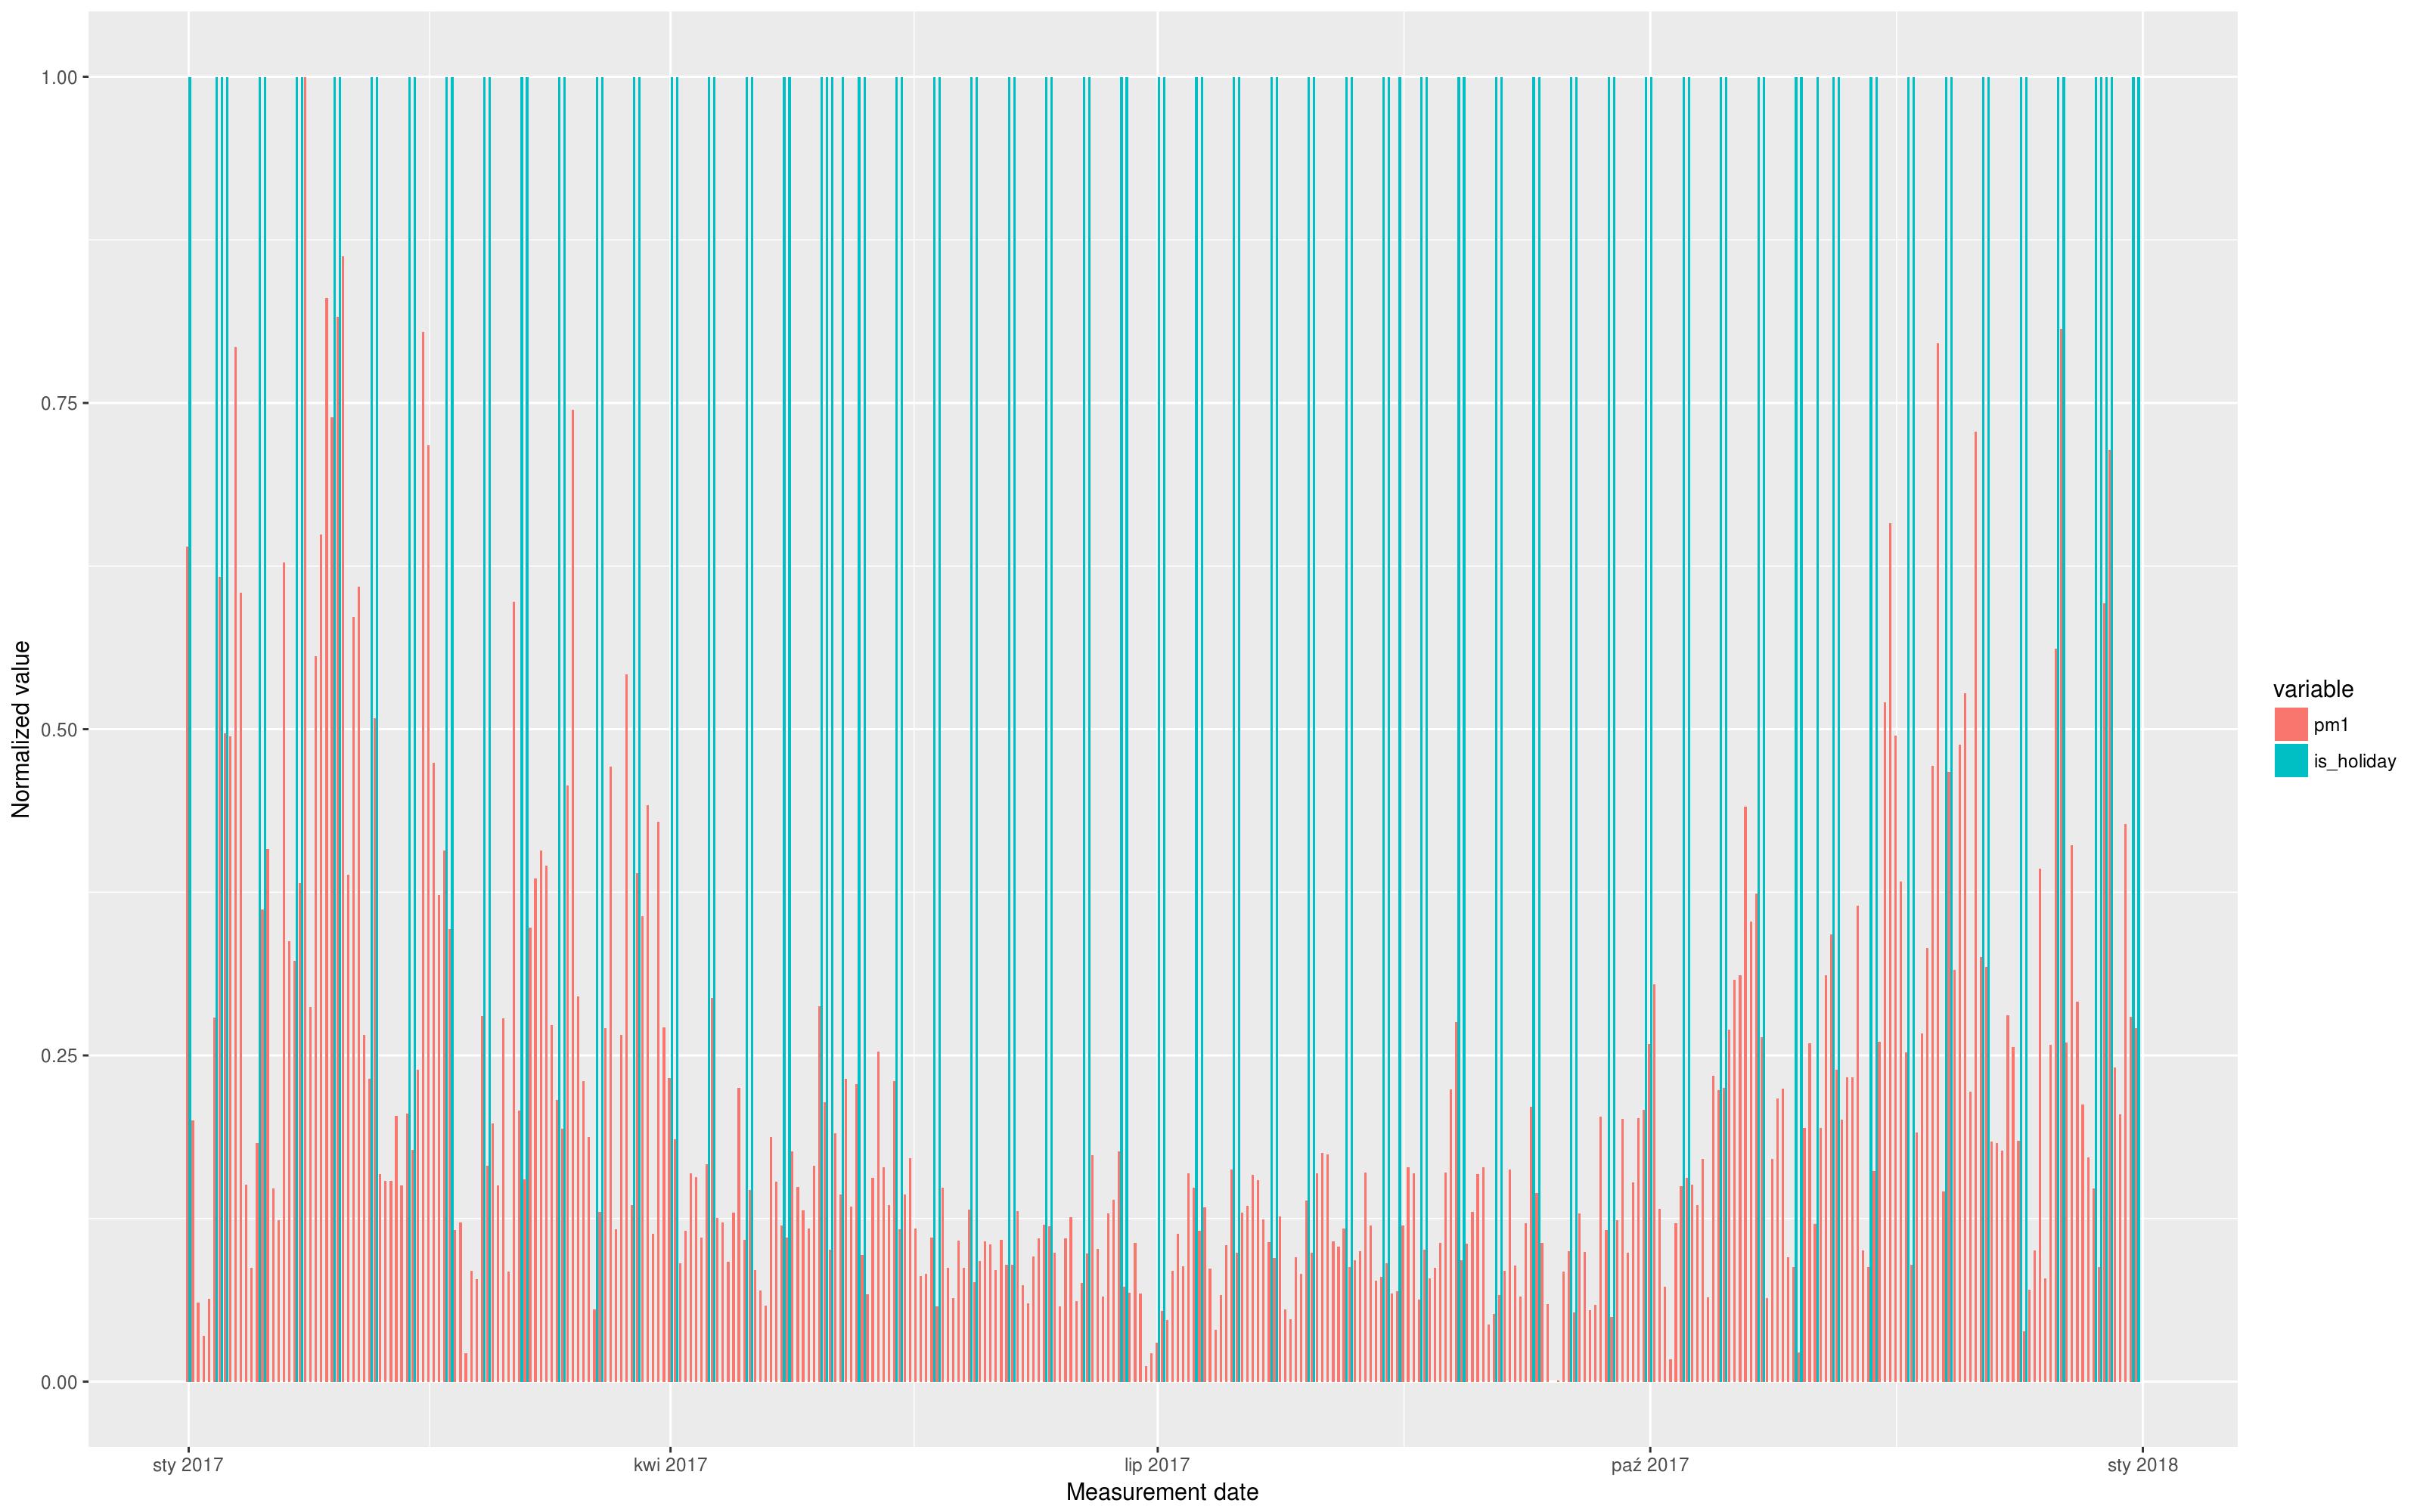 1.00
0.75
0.50
0.25
0.00
Normalized value
sty 2017
kwi 2017
lip 2017
paź 2017
sty 2018
Measurement date
variable
pm1
is_holiday